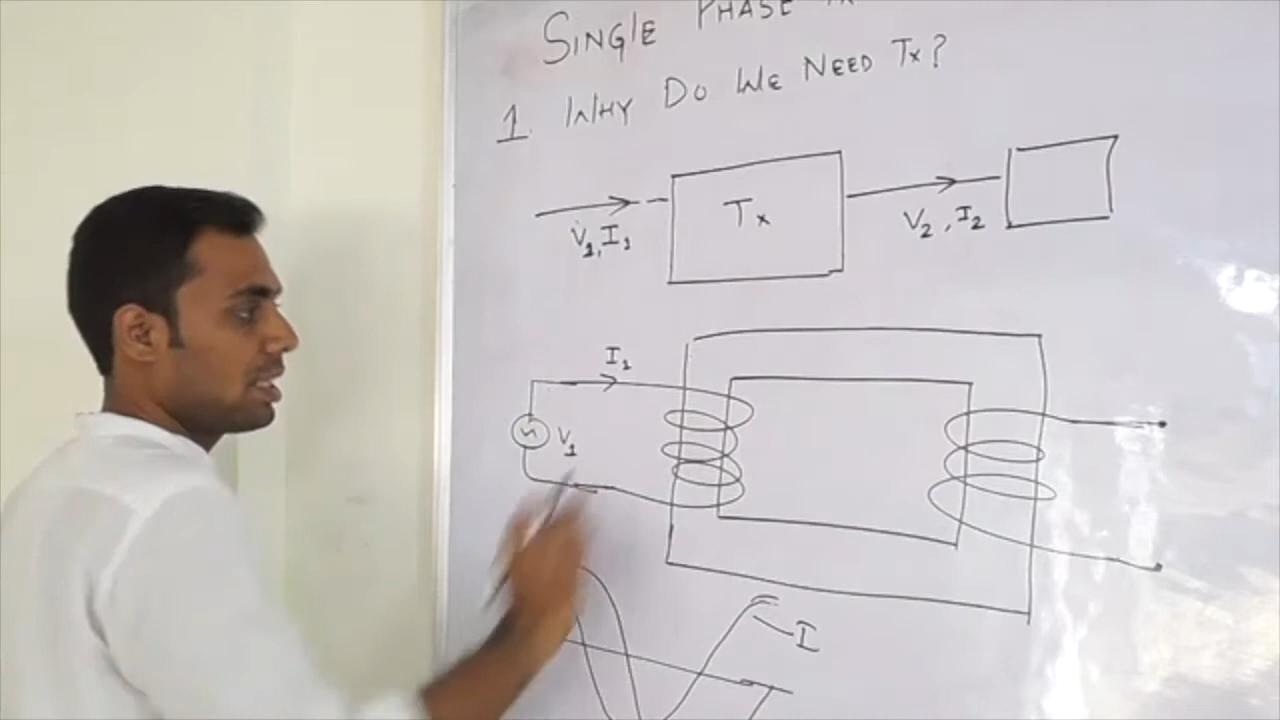 SINGLE PHASE
1. WHY DO WE NEED Tx?
Tx
V1, I1
V2, I2
I1
V1
I